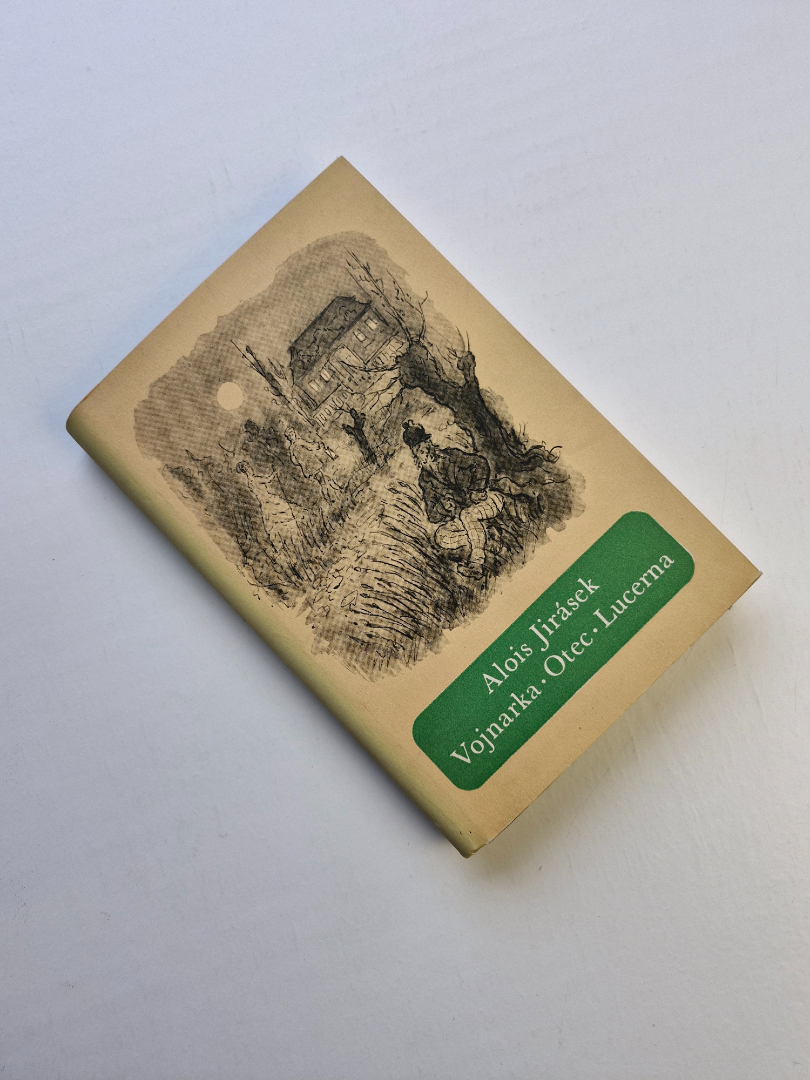 Alois Jirásek
Vojnarka · Otec · Lucerna